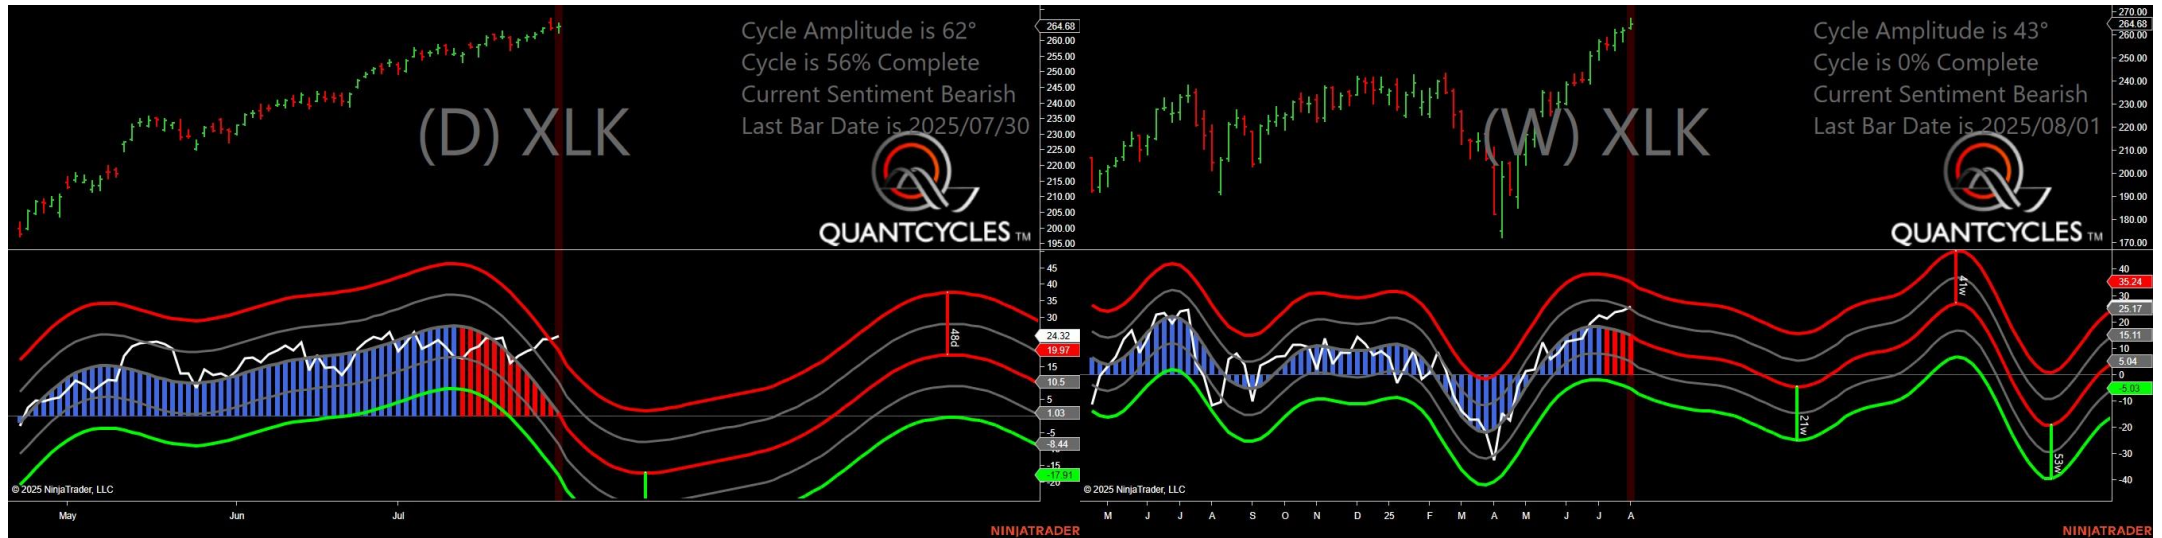 Cycle Amplitude is 62°
Cycle is 56% Complete
Current Sentiment Bearish
Last Bar Date is 2025/07/30
(D) XLK
QUANTCYCLES TM
264.68
260.00
255.00
250.00
245.00
240.00
235.00
230.00
225.00
220.00
215.00
210.00
205.00
200.00
195.00
45
40
35
30
24.32
19.97
15
10.5
5
1.03
-5
-8.44
-15
-17.91
-20
48d
© 2025 NinjaTrader, LLC
May
Jun
Jul
NINJATRADER
Cycle Amplitude is 43°
Cycle is 0% Complete
Current Sentiment Bearish
Last Bar Date is 2025/08/01
(W) XLK
QUANTCYCLES TM
270.00
264.68
260.00
250.00
240.00
230.00
220.00
210.00
200.00
190.00
180.00
170.00
40
35.24
30
25.17
20
15.11
10
5.04
0
-5.03
-10
-20
-30
-40
41w
21w
53w
© 2025 NinjaTrader, LLC
M
J
J
A
S
O
N
D
25
F
M
A
M
J
J
A
NINJATRADER